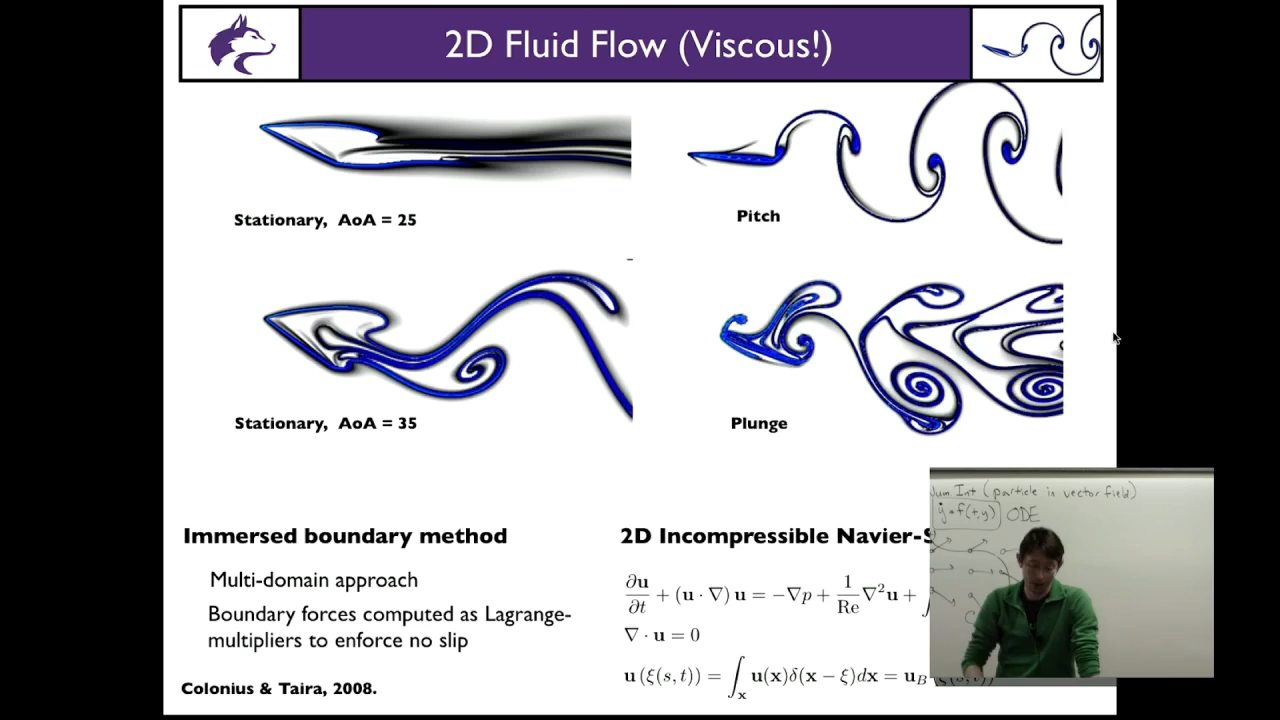 2D Fluid Flow (Viscous!)
Stationary, AoA = 25
Pitch
Stationary, AoA = 35
Plunge
Immersed boundary method
Multi-domain approach
Boundary forces computed as Lagrange-
multipliers to enforce no slip
Colonius & Taira, 2008.
2D Incompressible Navier-S
∂u/∂t + (u · ∇) u = −∇p + 1/Re ∇²u + ∫
∇ · u = 0
u (ξ(s, t)) = ∫ₓ u(x)δ(x − ξ)dx = u_B (ξ(s, t))
Num Int (particle in vector field)
ẏ = f(t,y) ODE